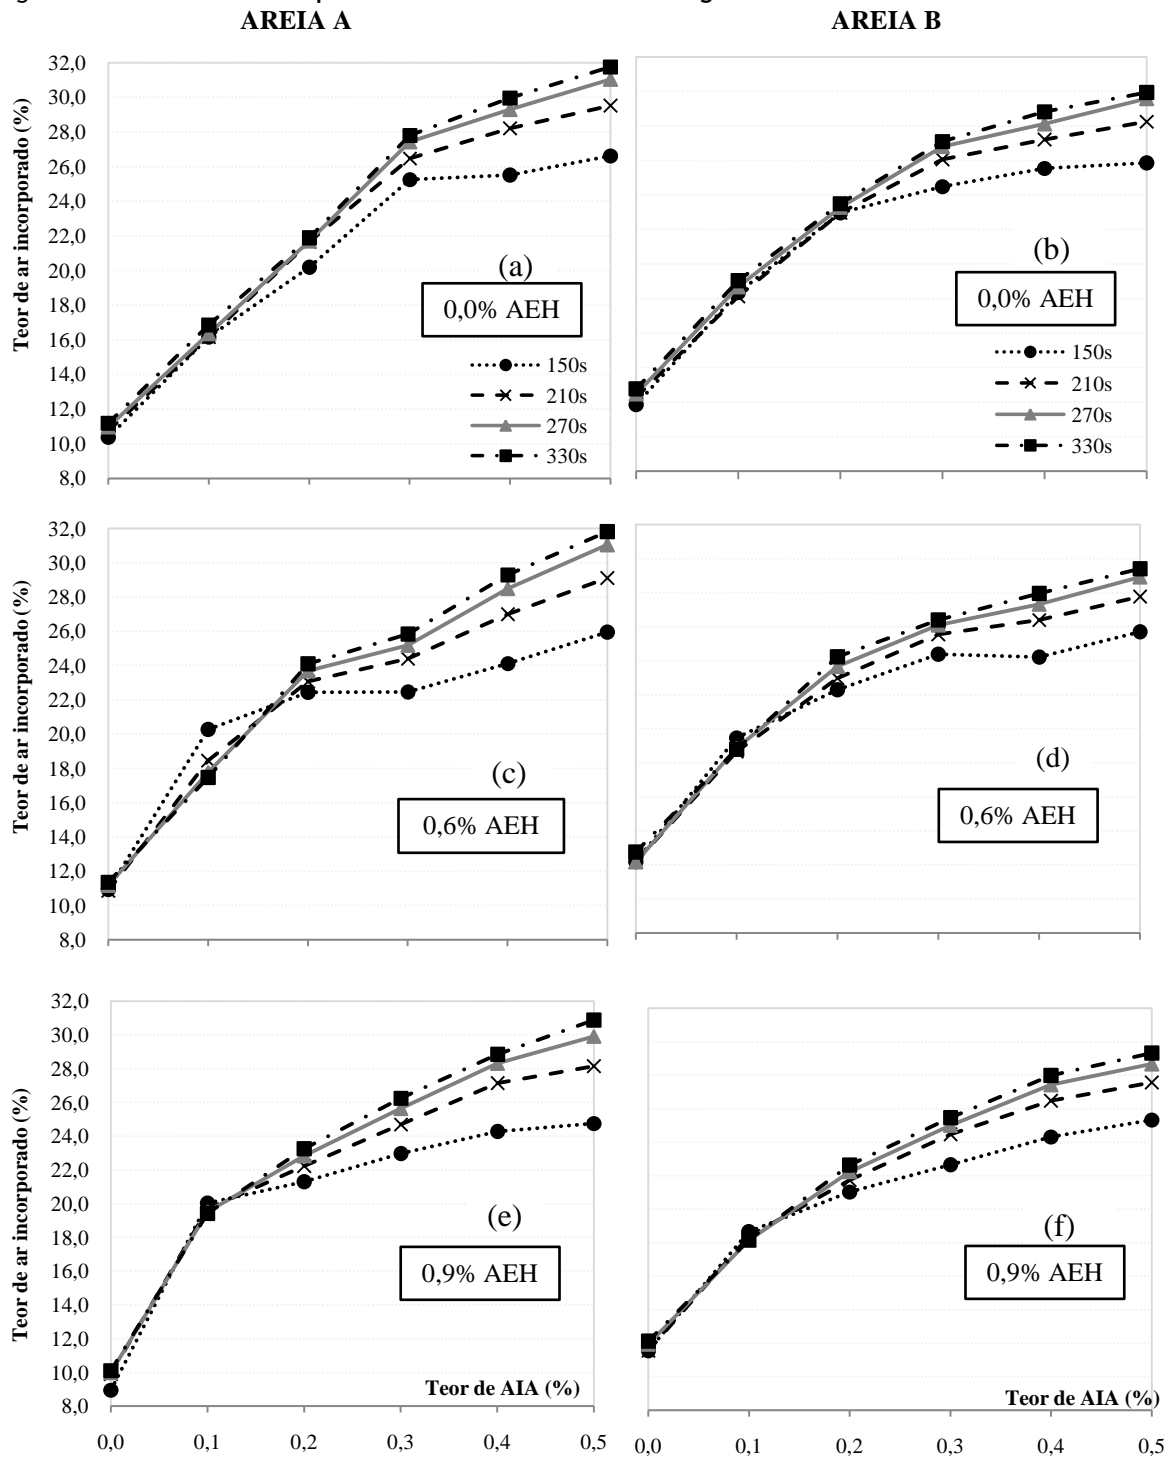 AREIA A
AREIA B
Teor de ar incorporado (%)
32,0
30,0
28,0
26,0
24,0
22,0
20,0
18,0
16,0
14,0
12,0
10,0
8,0
(a)
0,0% AEH
150s
210s
270s
330s
(b)
0,0% AEH
150s
210s
270s
330s
Teor de ar incorporado (%)
32,0
30,0
28,0
26,0
24,0
22,0
20,0
18,0
16,0
14,0
12,0
10,0
8,0
(c)
0,6% AEH
(d)
0,6% AEH
Teor de ar incorporado (%)
32,0
30,0
28,0
26,0
24,0
22,0
20,0
18,0
16,0
14,0
12,0
10,0
8,0
(e)
0,9% AEH
Teor de AIA (%)
0,0 0,1 0,2 0,3 0,4 0,5
(f)
0,9% AEH
Teor de AIA (%)
0,0 0,1 0,2 0,3 0,4 0,5